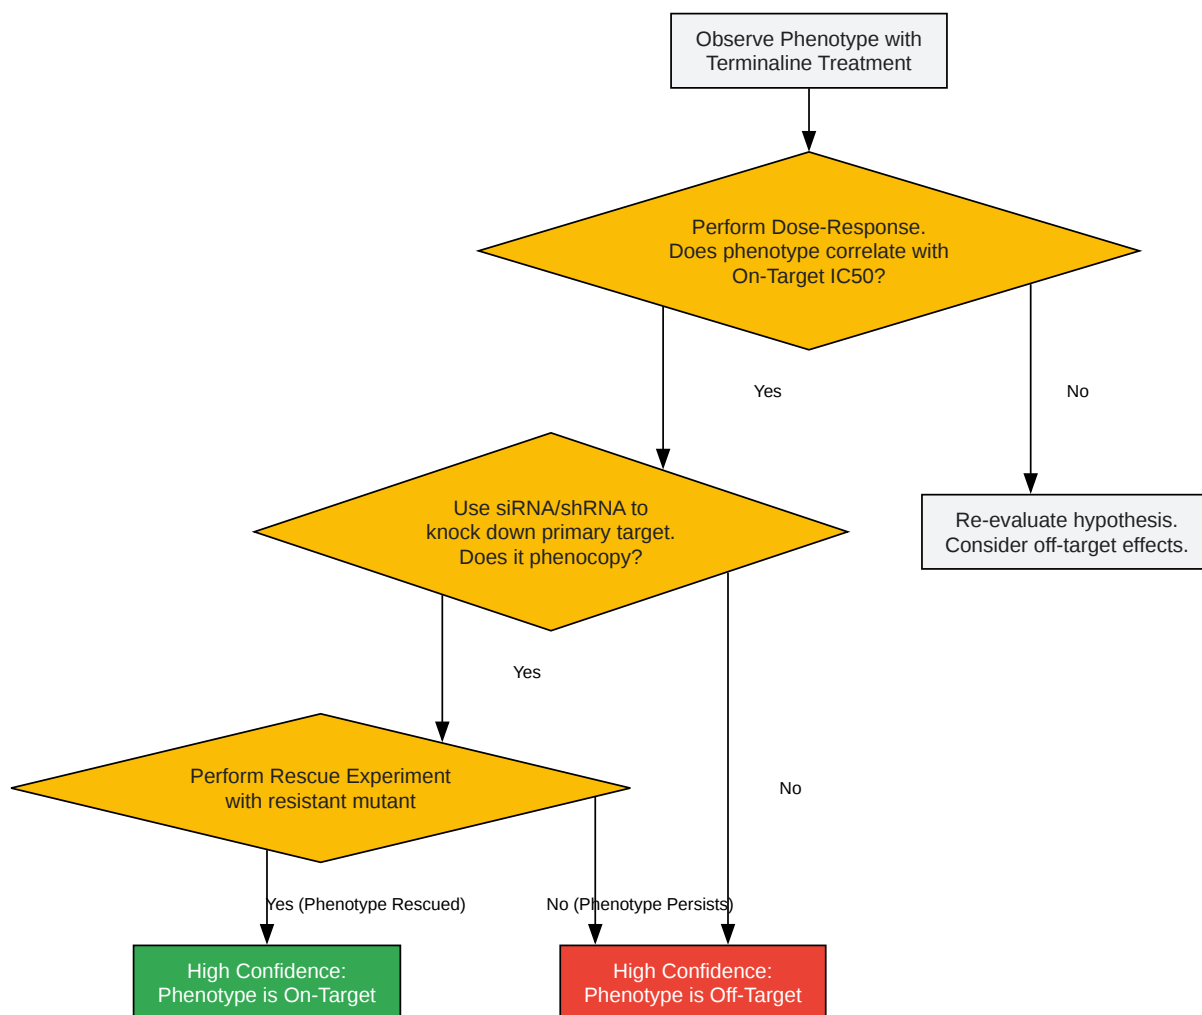 Observe Phenotype with
Terminaline Treatment
Perform Dose-Response.
Does phenotype correlate with
On-Target IC50?
Yes
No
Use siRNA/shRNA to
knock down primary target.
Does it phenocopy?
Re-evaluate hypothesis.
Consider off-target effects.
Yes
No
Perform Rescue Experiment
with resistant mutant
Yes (Phenotype Rescued)
No (Phenotype Persists)
High Confidence:
Phenotype is On-Target
High Confidence:
Phenotype is Off-Target